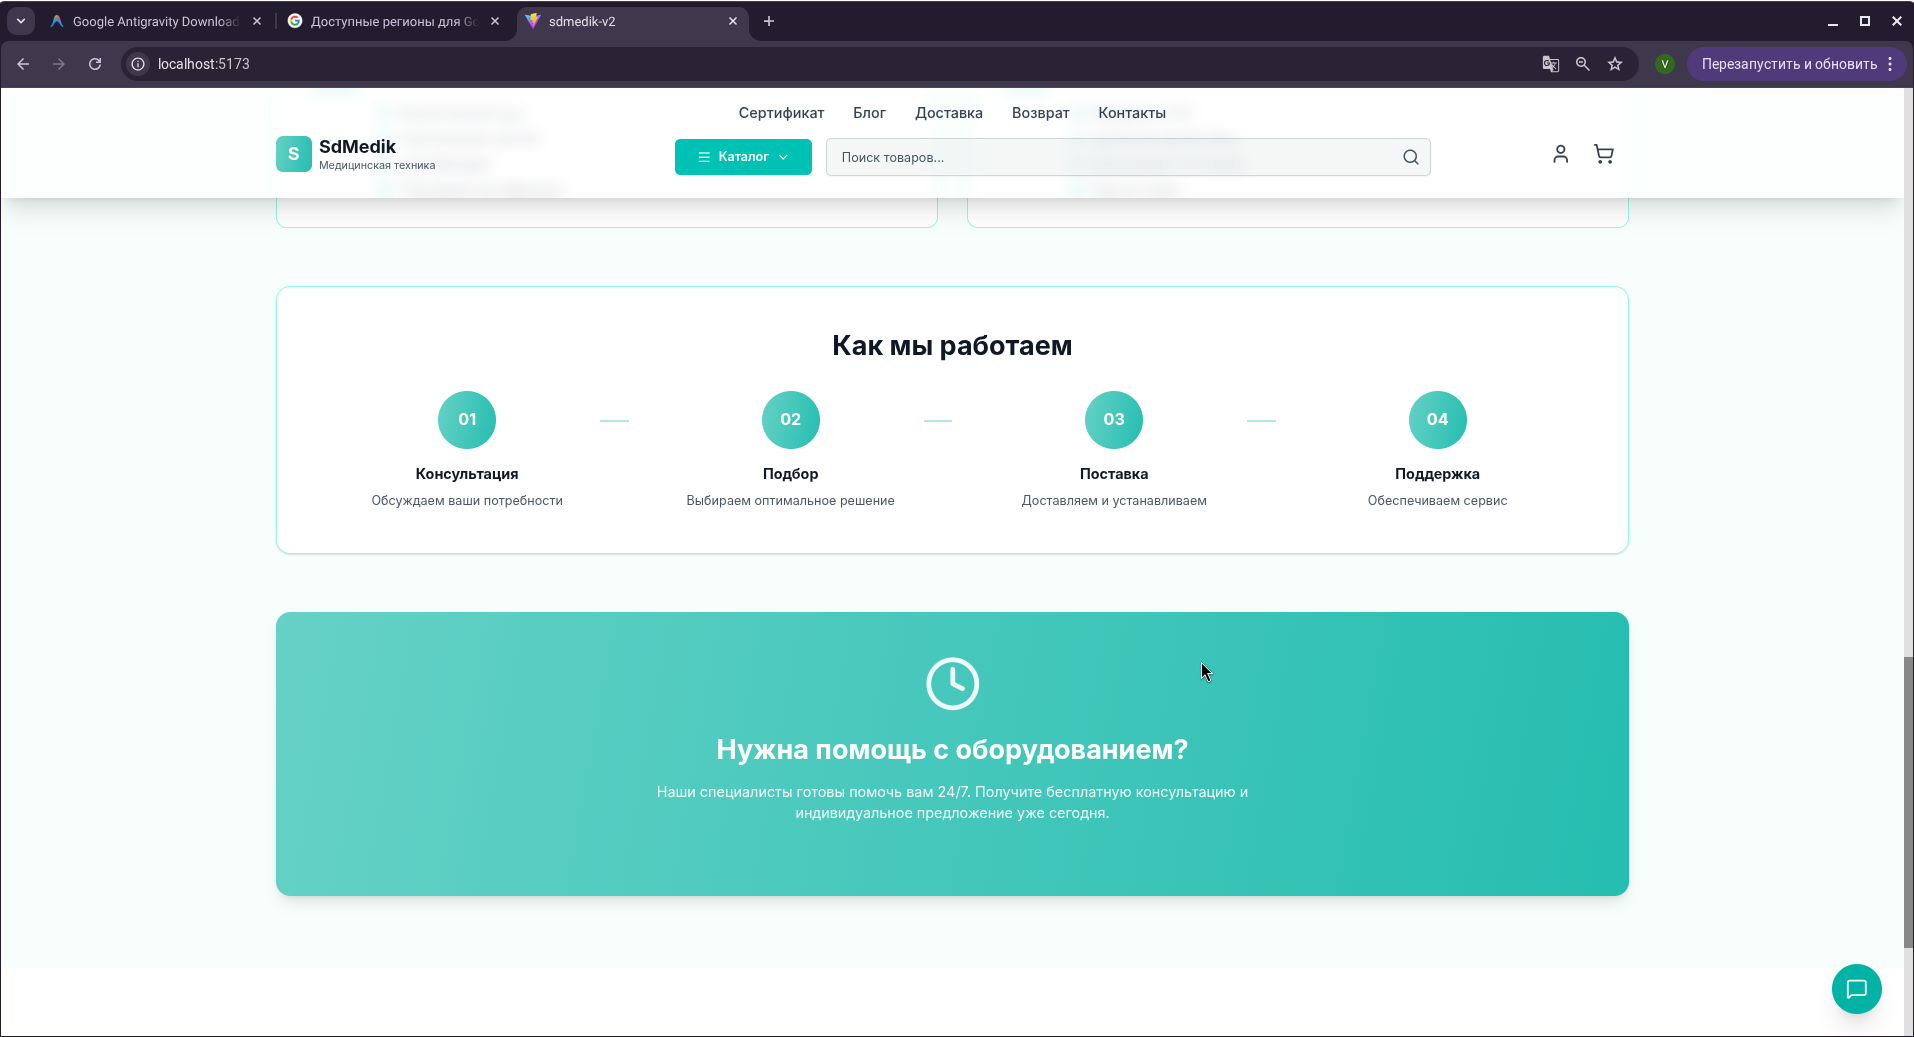 Google Antigravity Download
Доступные регионы для Go
sdmedik-v2
localhost:5173
V
Перезапустить и обновить
Сертификат Блог Доставка Возврат Контакты
S
SdMedik
Медицинская техника
Каталог
Поиск товаров...
Как мы работаем
01 02 03 04
Консультация Подбор Поставка Поддержка
Обсуждаем ваши потребности Выбираем оптимальное решение Доставляем и устанавливаем Обеспечиваем сервис
Нужна помощь с оборудованием?
Наши специалисты готовы помочь вам 24/7. Получите бесплатную консультацию и
индивидуальное предложение уже сегодня.